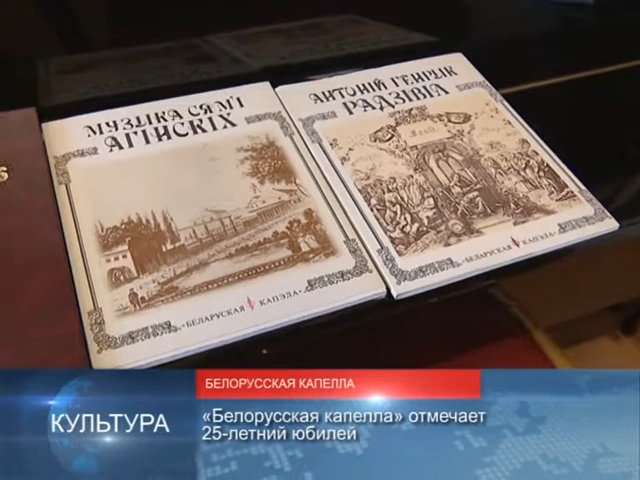 МУЗЫКА СЯМ'І
АГІНСКІХ
«БЕЛАРУСКАЯ КАПЭЛА»
АНТОНІЙ ГЕНРЫК
РАДЗІВІЛ
«БЕЛАРУСКАЯ КАПЭЛА»
БЕЛОРУССКАЯ КАПЕЛЛА
КУЛЬТУРА
«Белорусская капелла» отмечает
25-летний юбилей